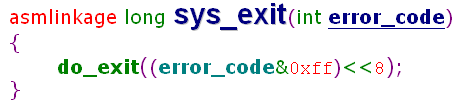 asmlinkage long sys_exit(int error_code)
{
do_exit((error_code&0xff)<<8);
}